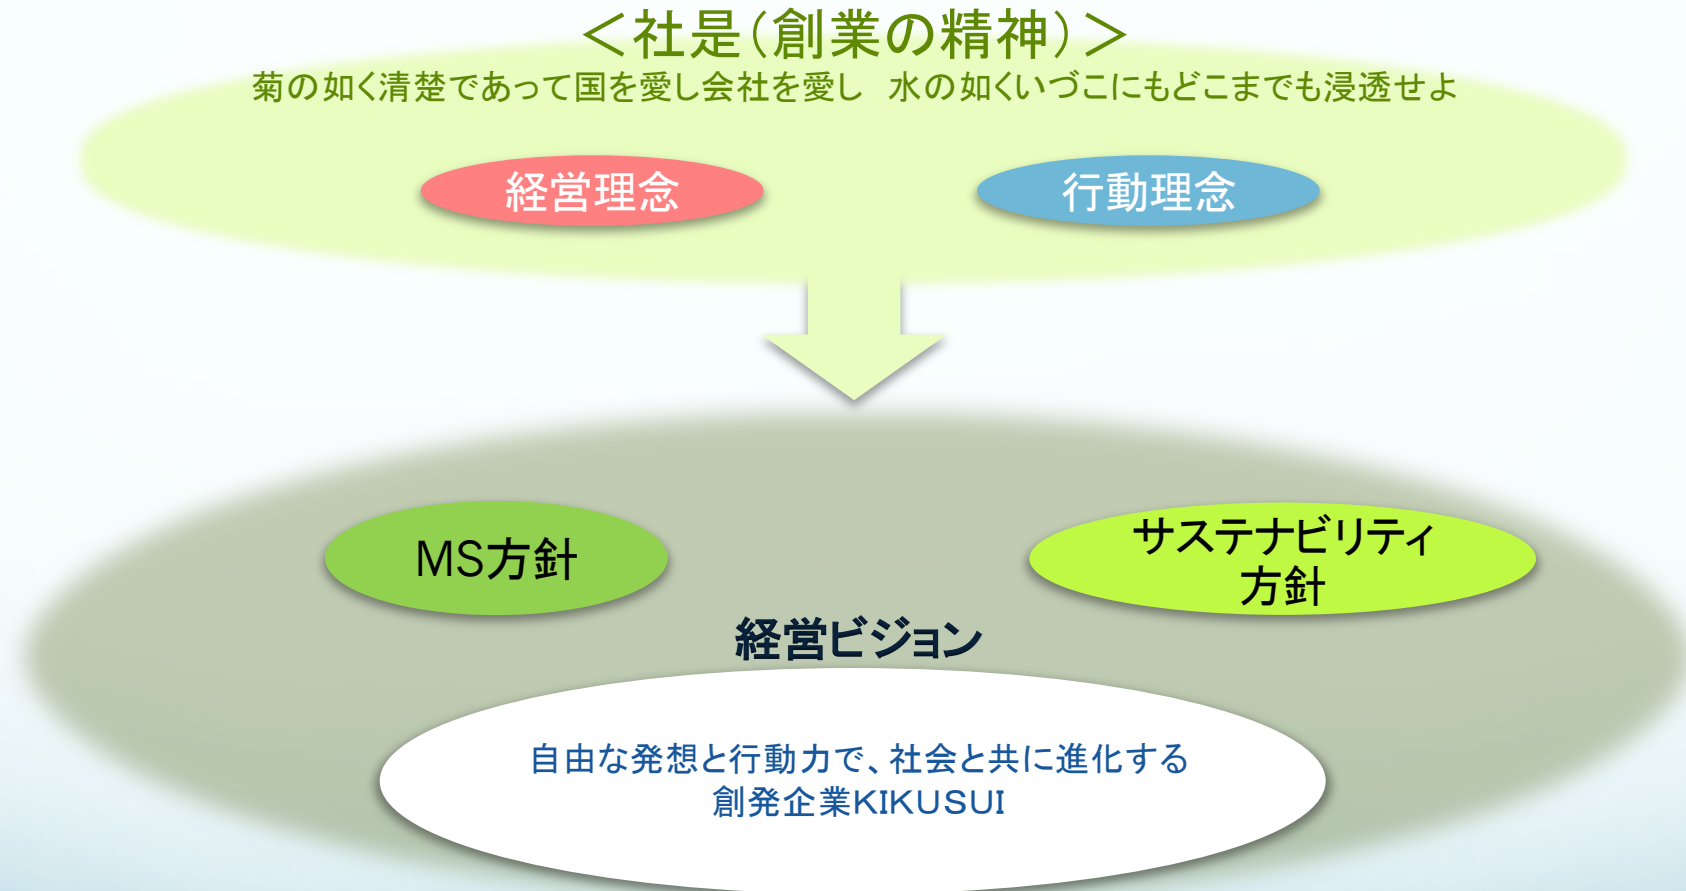 ＜社是（創業の精神）＞
菊の如く清楚であって国を愛し会社を愛し　水の如くいづこにもどこまでも浸透せよ
経営理念
行動理念
MS方針
サステナビリティ
方針
経営ビジョン
自由な発想と行動力で、社会と共に進化する
創発企業KIKUSUI